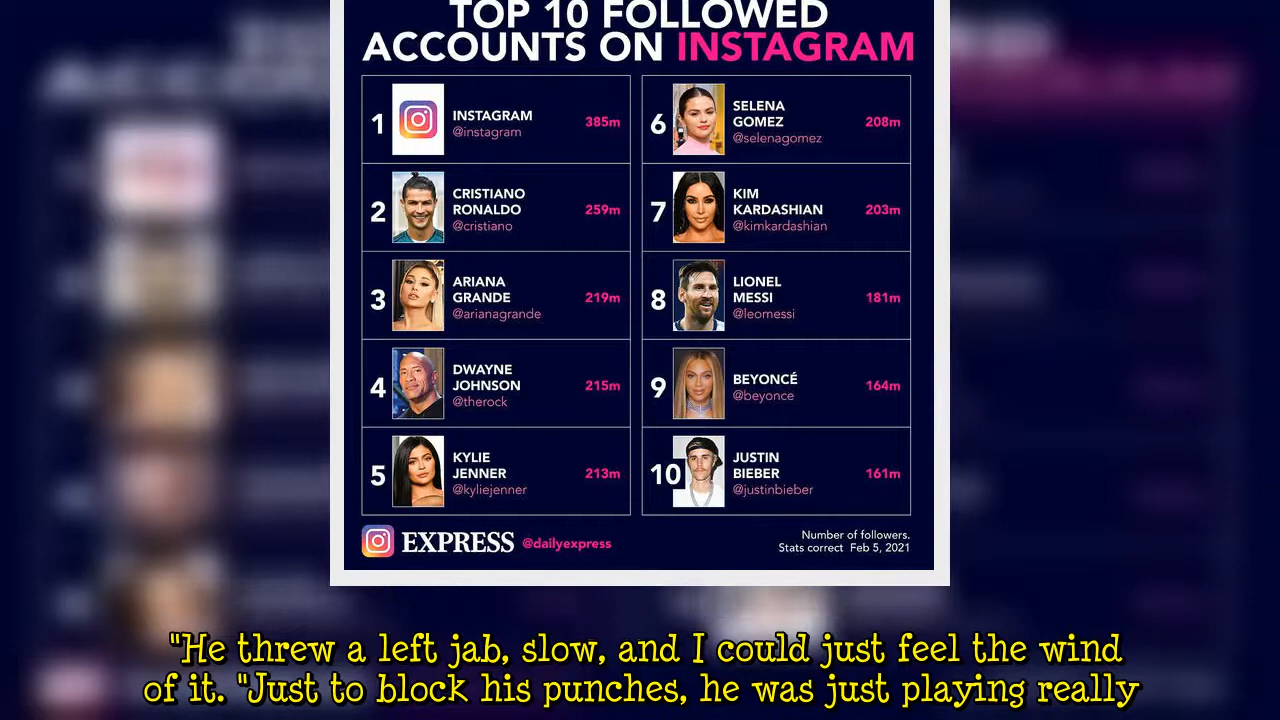 TOP 10 FOLLOWED
ACCOUNTS ON INSTAGRAM
1
INSTAGRAM
@instagram
385m
2
CRISTIANO
RONALDO
@cristiano
259m
3
ARIANA
GRANDE
@arianagrande
219m
4
DWAYNE
JOHNSON
@therock
215m
5
KYLIE
JENNER
@kyliejenner
213m
6
SELENA
GOMEZ
@selenagomez
208m
7
KIM
KARDASHIAN
@kimkardashian
203m
8
LIONEL
MESSI
@leomessi
181m
9
BEYONCÉ
@beyonce
164m
10
JUSTIN
BIEBER
@justinbieber
161m
EXPRESS @dailyexpress
Number of followers.
Stats correct Feb 5, 2021
"He threw a left jab, slow, and I could just feel the wind
of it. "Just to block his punches, he was just playing really